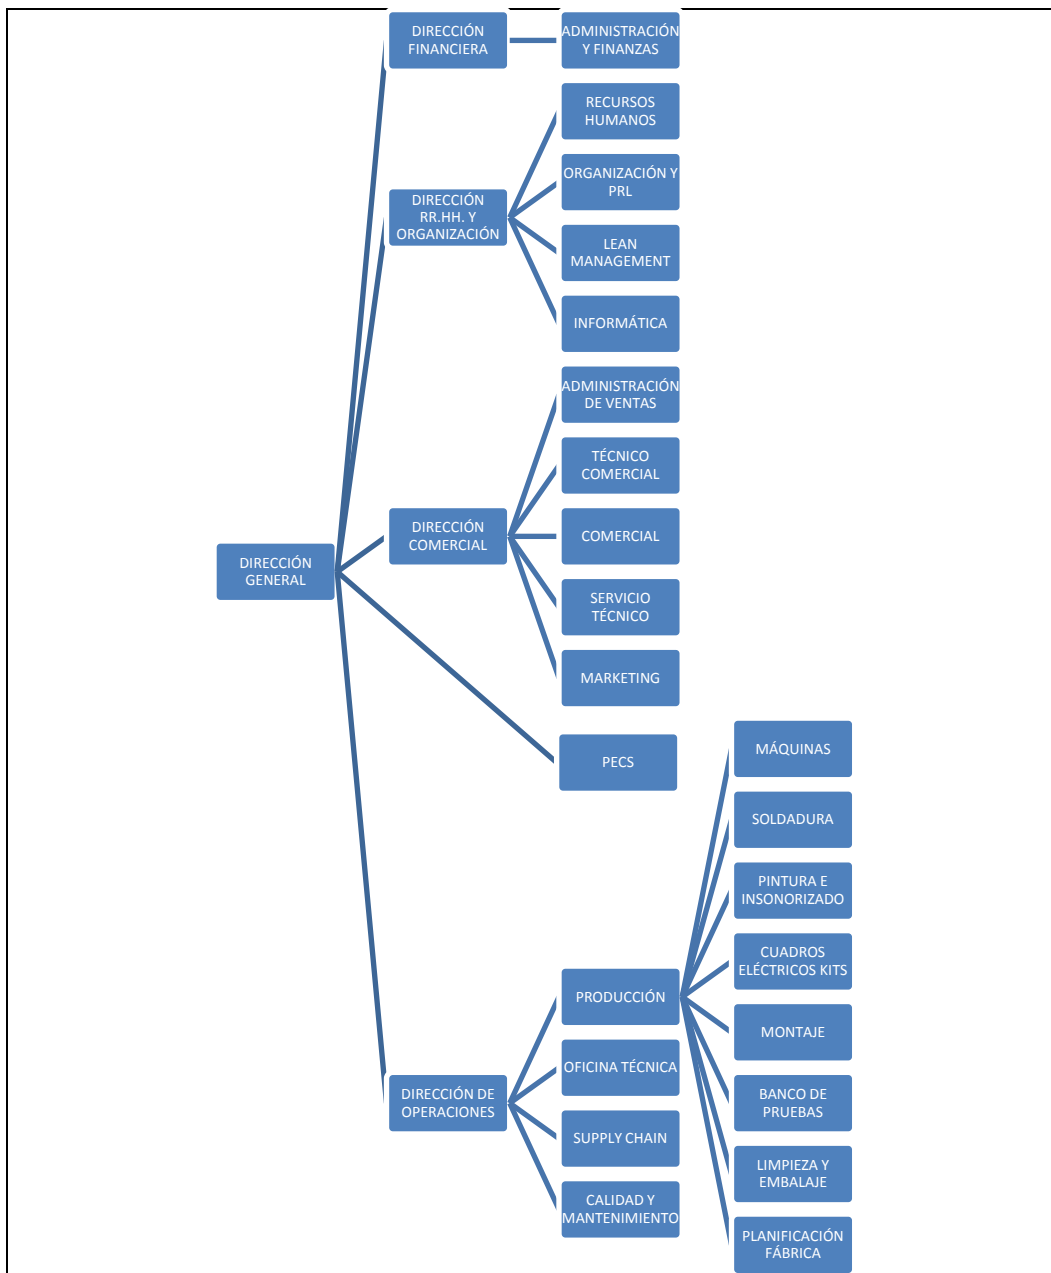 DIRECCIÓN
FINANCIERA
ADMINISTRACIÓN
Y FINANZAS
RECURSOS
HUMANOS
ORGANIZACIÓN Y
PRL
DIRECCIÓN
RR.HH. Y
ORGANIZACIÓN
LEAN
MANAGEMENT
INFORMÁTICA
ADMINISTRACIÓN
DE VENTAS
TÉCNICO
COMERCIAL
DIRECCIÓN
COMERCIAL
COMERCIAL
DIRECCIÓN
GENERAL
SERVICIO
TÉCNICO
MARKETING
PECS
MÁQUINAS
SOLDADURA
PINTURA E
INSONORIZADO
CUADROS
ELÉCTRICOS KITS
PRODUCCIÓN
MONTAJE
OFICINA TÉCNICA
DIRECCIÓN DE
OPERACIONES
BANCO DE
PRUEBAS
SUPPLY CHAIN
LIMPIEZA Y
EMBALAJE
CALIDAD Y
MANTENIMIENTO
PLANIFICACIÓN
FÁBRICA